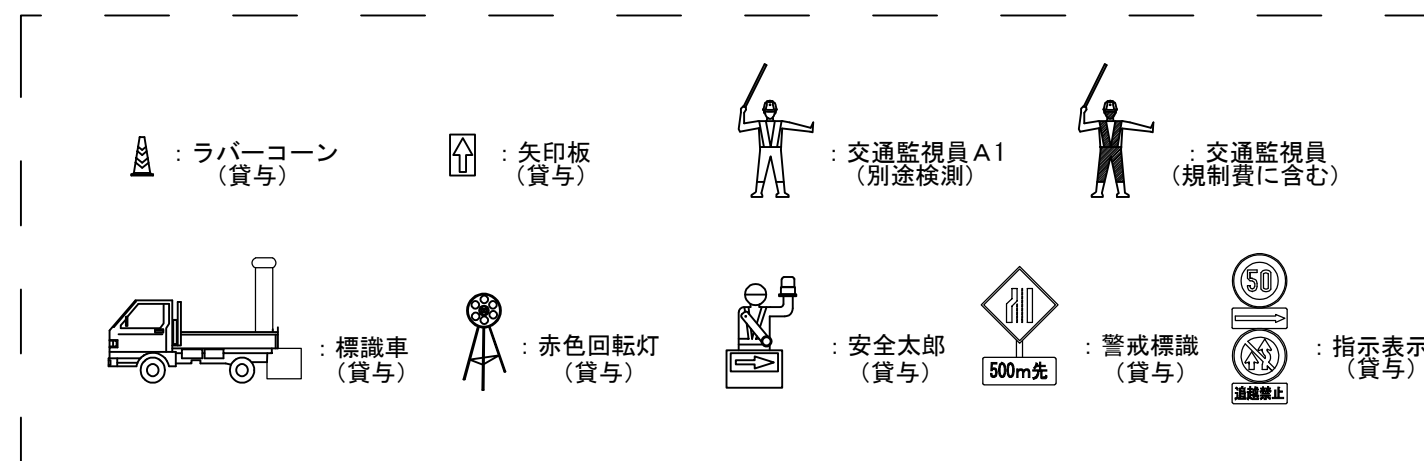 ：ラバーコーン
（貸与）
：矢印板
（貸与）
：交通監視員Ａ１
（別途検測）
：交通監視員
（規制費に含む）
：標識車
（貸与）
：赤色回転灯
（貸与）
：安全太郎
（貸与）
500m先
：警戒標識
（貸与）
50
追越禁止
：指示表示
（貸与）